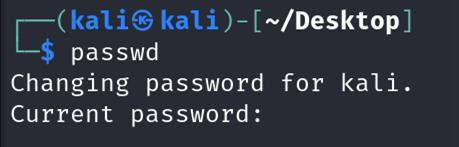 ┌──(kali㉿kali)-[~/Desktop]
└─$ passwd
Changing password for kali.
Current password: